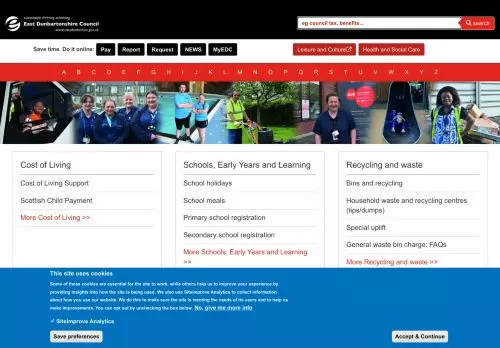 sustainable thriving achieving
East Dunbartonshire Council
www.eastdunbarton.gov.uk
eg council tax, benefits...
search
Save time. Do it online:
Pay
Report
Request
NEWS
MyEDC
Leisure and Culture
Health and Social Care
A B C D E F G H I J K L M N O P Q R S T U V W X Y Z
Cost of Living
Cost of Living Support
Scottish Child Payment
More Cost of Living >>
Schools, Early Years and Learning
School holidays
School meals
Primary school registration
Secondary school registration
More Schools, Early Years and Learning
>>
Recycling and waste
Bins and recycling
Household waste and recycling centres
(tips/dumps)
Special uplift
General waste bin charge: FAQs
More Recycling and waste >>
This site uses cookies
Some of these cookies are essential for the site to work, while others help us to improve your experience by
providing insights into how the site is being used. We also use Siteimprove Analytics to collect information
about how you use our website. We do this to make sure the site is meeting the needs of its users and to help us
make improvements. You can opt out by unchecking the box below. No, give me more info
✓ Siteimprove Analytics
Save preferences
Accept & Continue